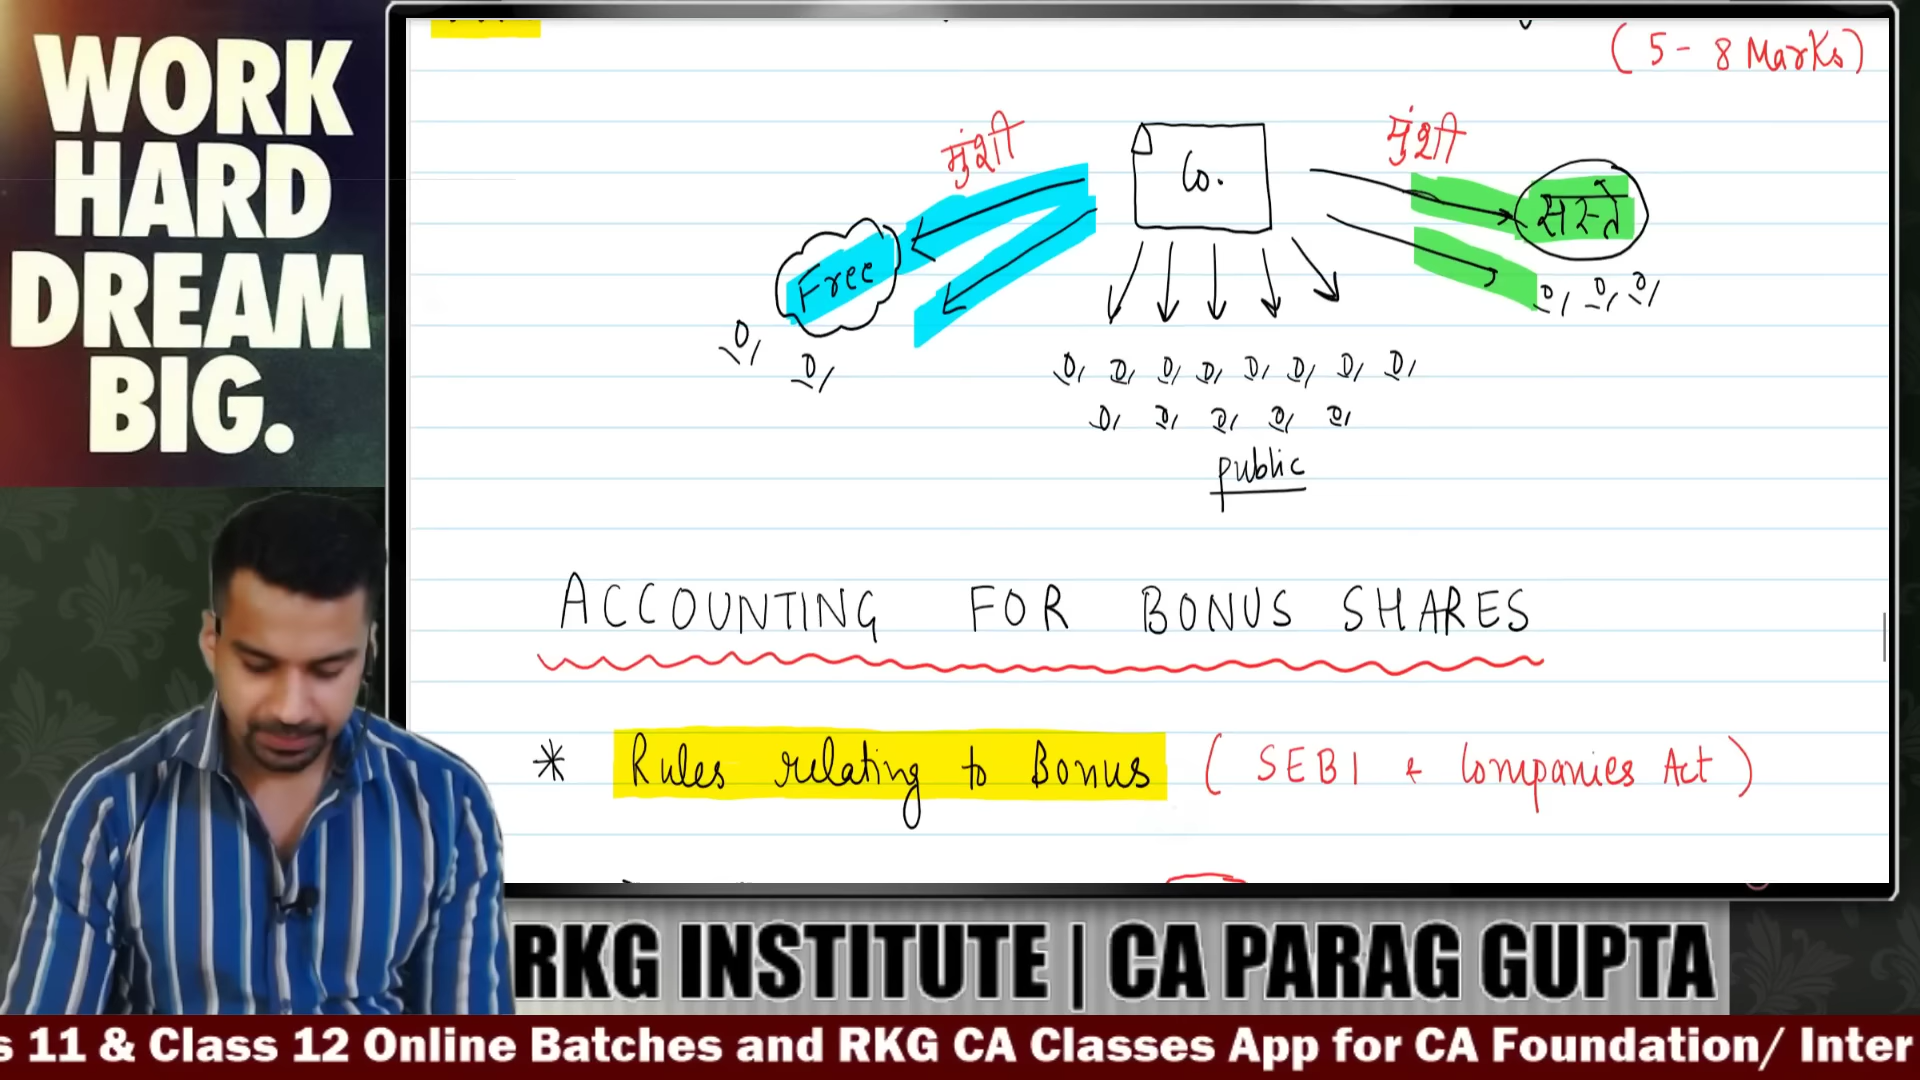 WORK
HARD
DREAM
BIG.
(5 - 8 Marks)
मुंशी
मुंशी
Co.
सस्ते
Free
public
ACCOUNTING FOR BONUS SHARES
* Rules relating to Bonus (SEBI & Companies Act)
RKG INSTITUTE | CA PARAG GUPTA
s 11 & Class 12 Online Batches and RKG CA Classes App for CA Foundation/ Inter